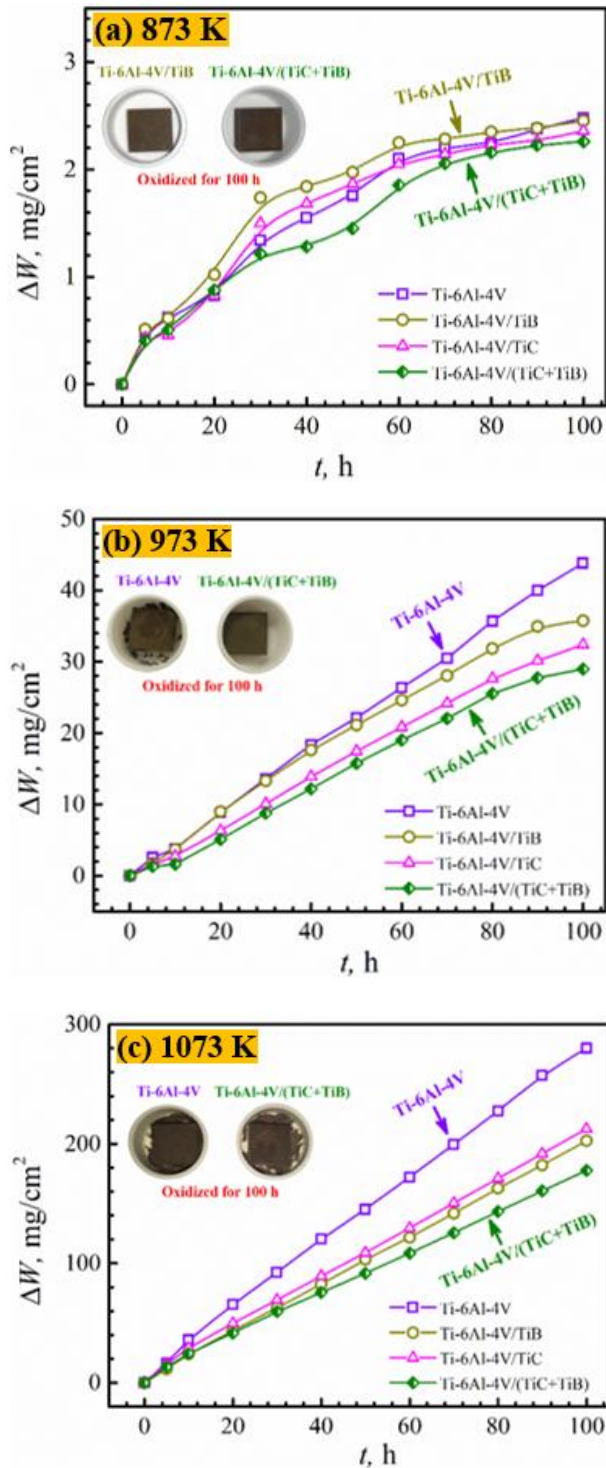 (a) 873 K
Ti-6Al-4V/TiB Ti-6Al-4V/(TiC+TiB)
Oxidized for 100 h
Ti-6Al-4V/TiB
Ti-6Al-4V/(TiC+TiB)
Ti-6Al-4V
Ti-6Al-4V/TiB
Ti-6Al-4V/TiC
Ti-6Al-4V/(TiC+TiB)
ΔW, mg/cm²
3
2
1
0
0 20 40 60 80 100
t, h
(b) 973 K
Ti-6Al-4V Ti-6Al-4V/(TiC+TiB)
Oxidized for 100 h
Ti-6Al-4V
Ti-6Al-4V/(TiC+TiB)
Ti-6Al-4V
Ti-6Al-4V/TiB
Ti-6Al-4V/TiC
Ti-6Al-4V/(TiC+TiB)
ΔW, mg/cm²
50
40
30
20
10
0
0 20 40 60 80 100
t, h
(c) 1073 K
Ti-6Al-4V Ti-6Al-4V/(TiC+TiB)
Oxidized for 100 h
Ti-6Al-4V
Ti-6Al-4V/(TiC+TiB)
Ti-6Al-4V
Ti-6Al-4V/TiB
Ti-6Al-4V/TiC
Ti-6Al-4V/(TiC+TiB)
ΔW, mg/cm²
300
200
100
0
0 20 40 60 80 100
t, h